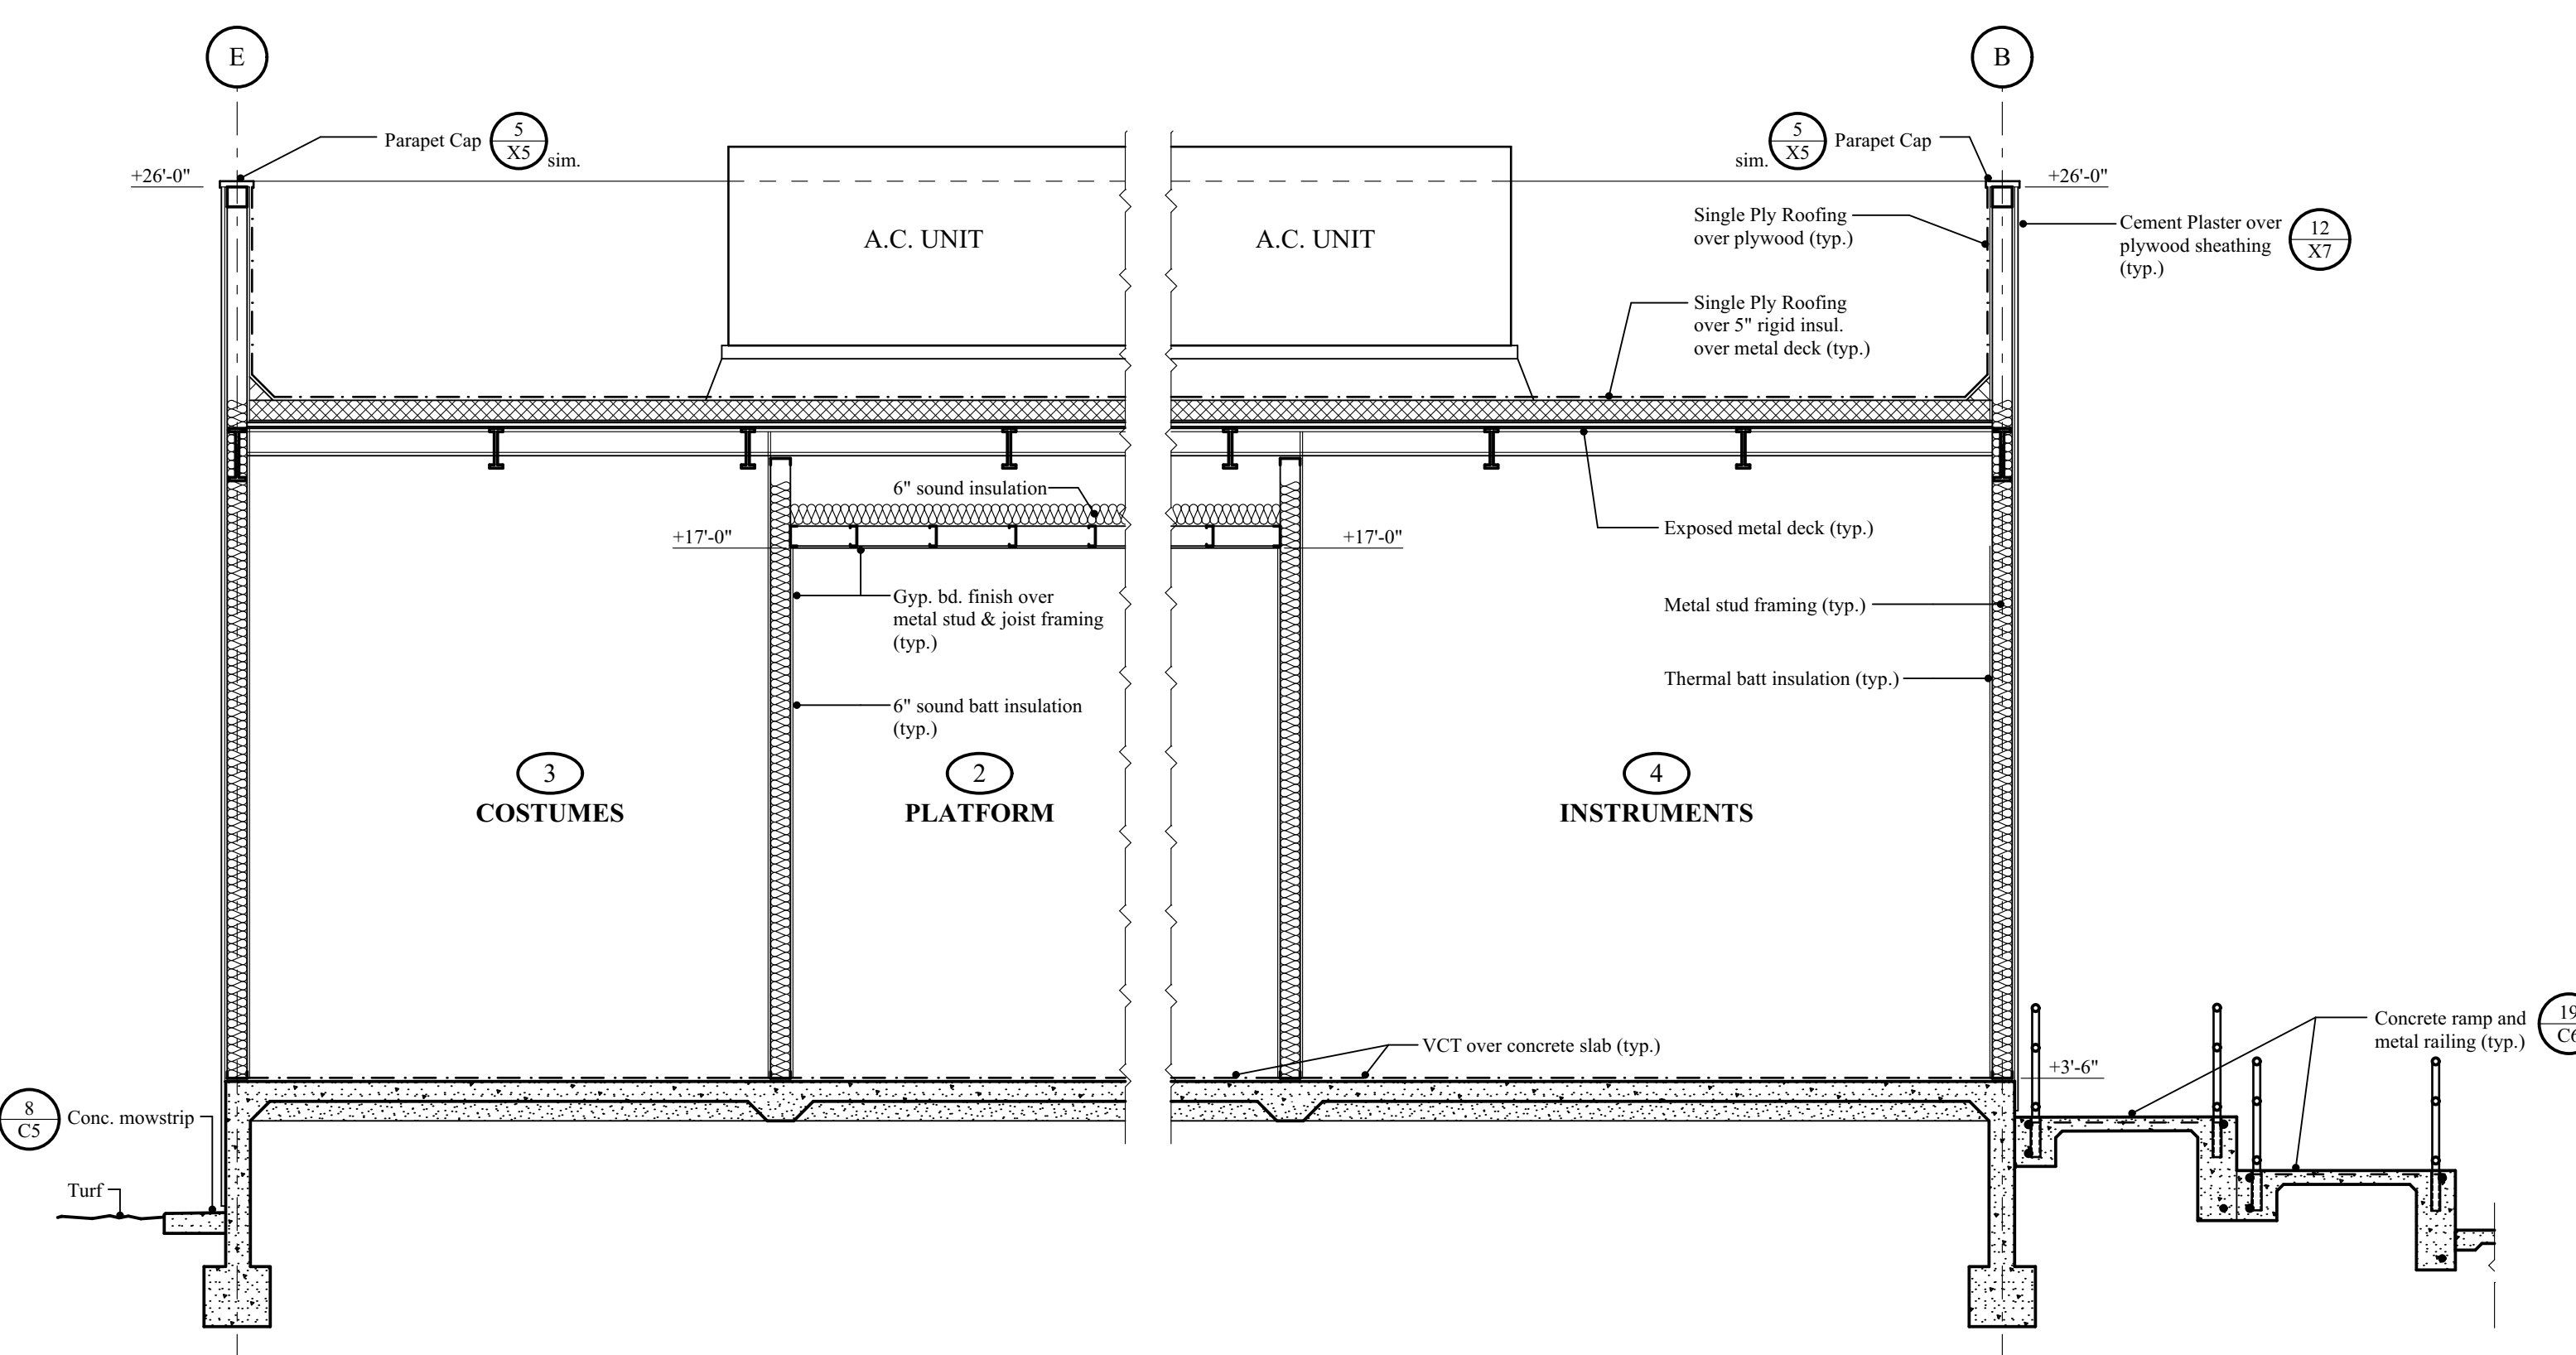 E
B
Parapet Cap
5
X5
sim.
sim.
5
X5
Parapet Cap
+26'-0"
+26'-0"
A.C. UNIT
A.C. UNIT
Single Ply Roofing
over plywood (typ.)
Cement Plaster over
plywood sheathing
(typ.)
12
X7
Single Ply Roofing
over 5" rigid insul.
over metal deck (typ.)
6" sound insulation
+17'-0"
+17'-0"
Exposed metal deck (typ.)
Gyp. bd. finish over
metal stud & joist framing
(typ.)
Metal stud framing (typ.)
Thermal batt insulation (typ.)
6" sound batt insulation
(typ.)
3
COSTUMES
2
PLATFORM
4
INSTRUMENTS
VCT over concrete slab (typ.)
Concrete ramp and
metal railing (typ.)
19
C6
+3'-6"
8
C5
Conc. mowstrip
Turf